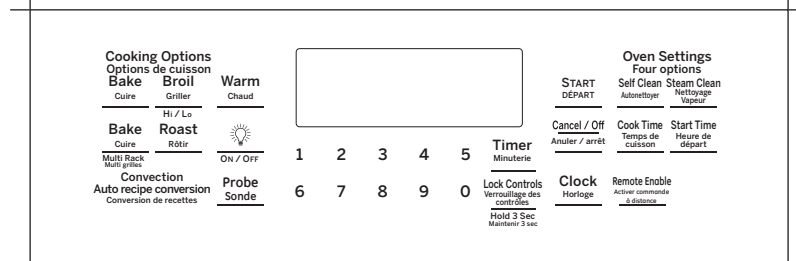 Cooking Options
Options de cuisson
Bake
Cuire
Broil
Griller
Hi / Lo
Warm
Chaud
Bake
Cuire
Multi Rack
Multi grilles
Roast
Rôtir
ON / OFF
Convection
Auto recipe conversion
Conversion de recettes
Probe
Sonde
1 2 3 4 5
6 7 8 9 0
Timer
Minuterie
Lock Controls
Verrouillage des
contrôles
Hold 3 Sec
Maintenir 3 sec
START
DÉPART
Cancel / Off
Anuler / arrêt
Clock
Horloge
Oven Settings
Four options
Self Clean
Autonettoyer
Steam Clean
Nettoyage
Vapeur
Cook Time
Temps de
cuisson
Start Time
Heure de
départ
Remote Enable
Activer commande
à distance